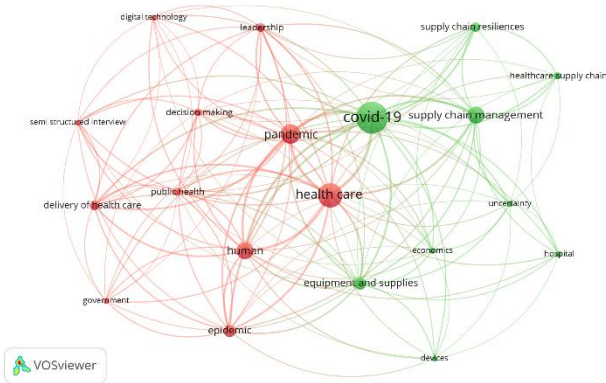 digital technology
leadership
supply chain resiliences
healthcare supply chain
semi structured interview
decision making
pandemic
covid-19
supply chain management
public health
health care
delivery of health care
uncertainty
human
economics
hospital
equipment and supplies
government
epidemic
devices
VOSviewer